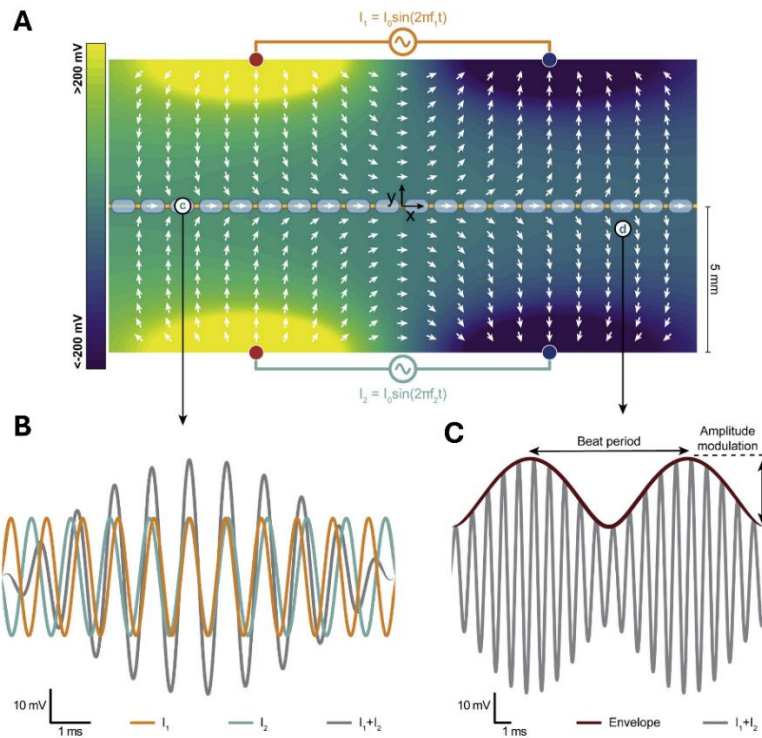 A
I₁ = I₀sin(2πf₁t)
>200 mV
<-200 mV
c
y
x
d
5 mm
I₂ = I₀sin(2πf₂t)
B
C
Beat period
Amplitude
modulation
10 mV
1 ms
I₁
I₂
I₁+I₂
10 mV
1 ms
Envelope
I₁+I₂